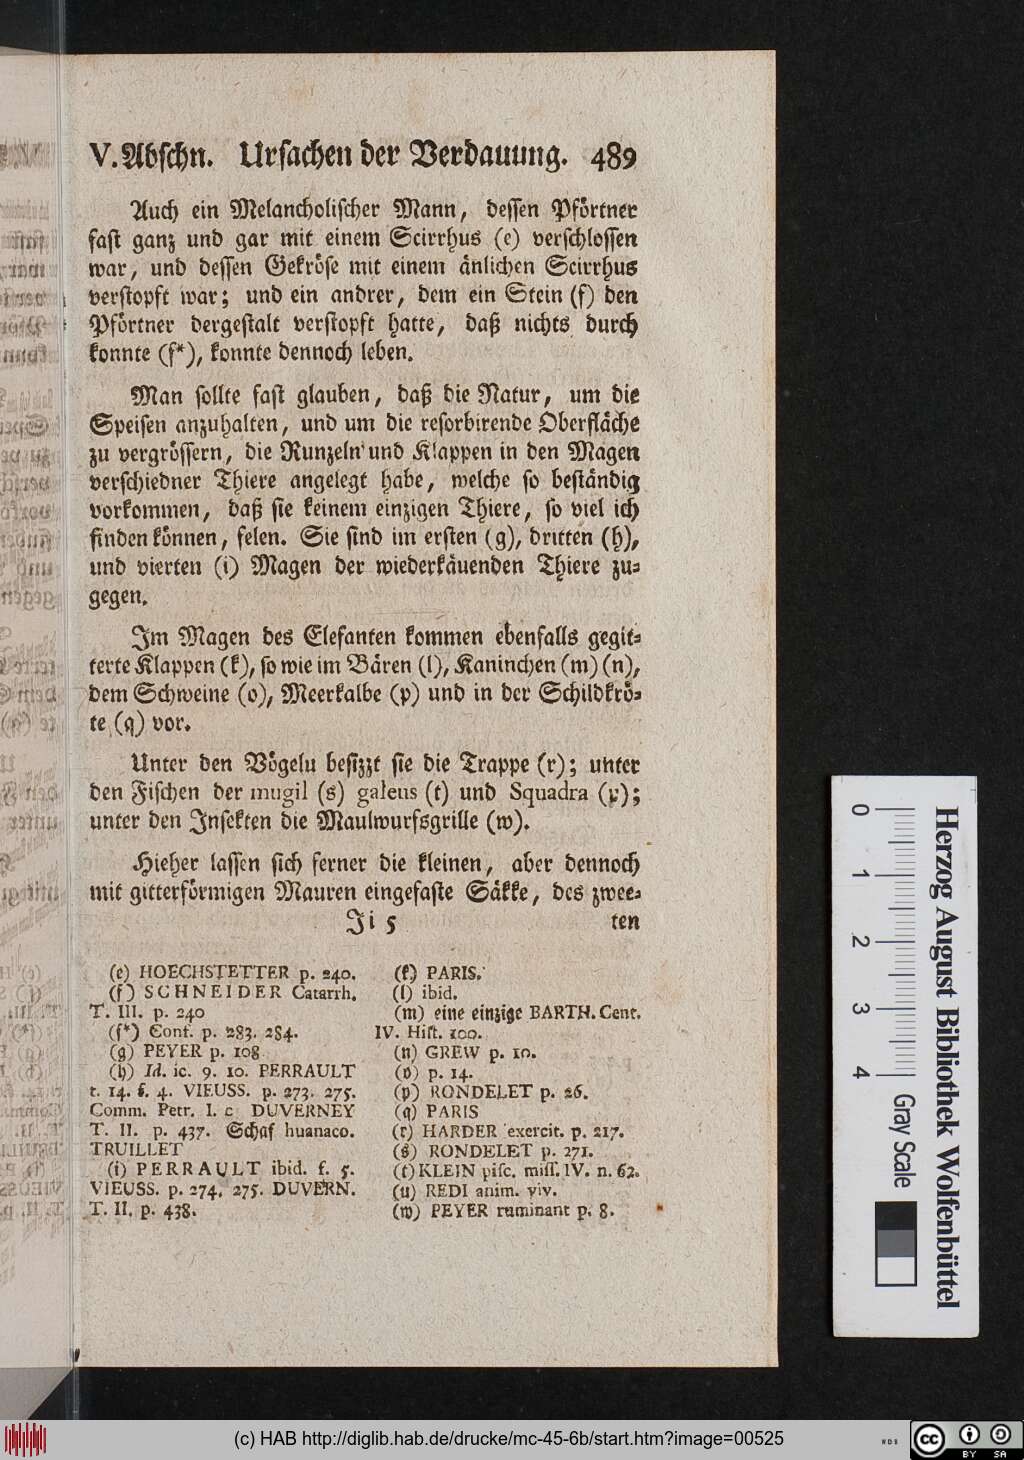 V. Abschn. Ursachen der Verdauung. 489
Auch ein Melancholischer Mann, dessen Pförtner
fast ganz und gar mit einem Scirrhus (e) verschlossen
war, und dessen Gekröse mit einem änlichen Scirrhus
verstopft war; und ein andrer, dem ein Stein (f) den
Pförtner dergestalt verstopft hatte, daß nichts durch
konnte (f*), konnte dennoch leben.
Man sollte fast glauben, daß die Natur, um die
Speisen anzuhalten, und um die resorbirende Oberfläche
zu vergrössern, die Runzeln und Klappen in den Magen
verschiedner Thiere angelegt habe, welche so beständig
vorkommen, daß sie keinem einzigen Thiere, so viel ich
finden können, felen. Sie sind im ersten (g), dritten (h),
und vierten (i) Magen der wiederkäuenden Thiere zu=
gegen.
Im Magen des Elefanten kommen ebenfalls gegit=
terte Klappen (k), so wie im Bären (l), Kaninchen (m) (n),
dem Schweine (o), Meerkalbe (p) und in der Schildkrö=
te (q) vor.
Unter den Vögelu besizzt sie die Trappe (r); unter
den Fischen der mugil (s) galeus (t) und Squadra (p);
unter den Insekten die Maulwurfsgrille (w).
Hieher lassen sich ferner die kleinen, aber dennoch
mit gitterförmigen Mauren eingefaste Säkke, des zwee=
Ji 5 ten
(e) HOECHSTETTER p. 240.
(f) SCHNEIDER Catarrh.
T. III. p. 240
(f*) Conf. p. 283. 284.
(g) PEYER p. 108
(h) Id. ic. 9. 10. PERRAULT
t. 14. f. 4. VIEUSS. p. 273. 275.
Comm. Petr. l. c DUVERNEY
T. II. p. 437. Schaf huanaco.
TRUILLET
(i) PERRAULT ibid. f. 5.
VIEUSS. p. 274. 275. DUVERN.
T. II. p. 438.
(k) PARIS.
(l) ibid.
(m) eine einzige BARTH. Cent.
IV. Hist. 100.
(n) GREW p. 10.
(o) p. 14.
(p) RONDELET p. 26.
(q) PARIS
(r) HARDER exercit. p. 217.
(s) RONDELET p. 271.
(t) KLEIN pisc. miss. IV. n. 62.
(u) REDI anim. viv.
(w) PEYER ruminant p. 8.
0 1 2 3 4
Herzog August Bibliothek Wolfenbüttel
Gray Scale
(c) HAB http://diglib.hab.de/drucke/mc-45-6b/start.htm?image=00525
cc BY SA